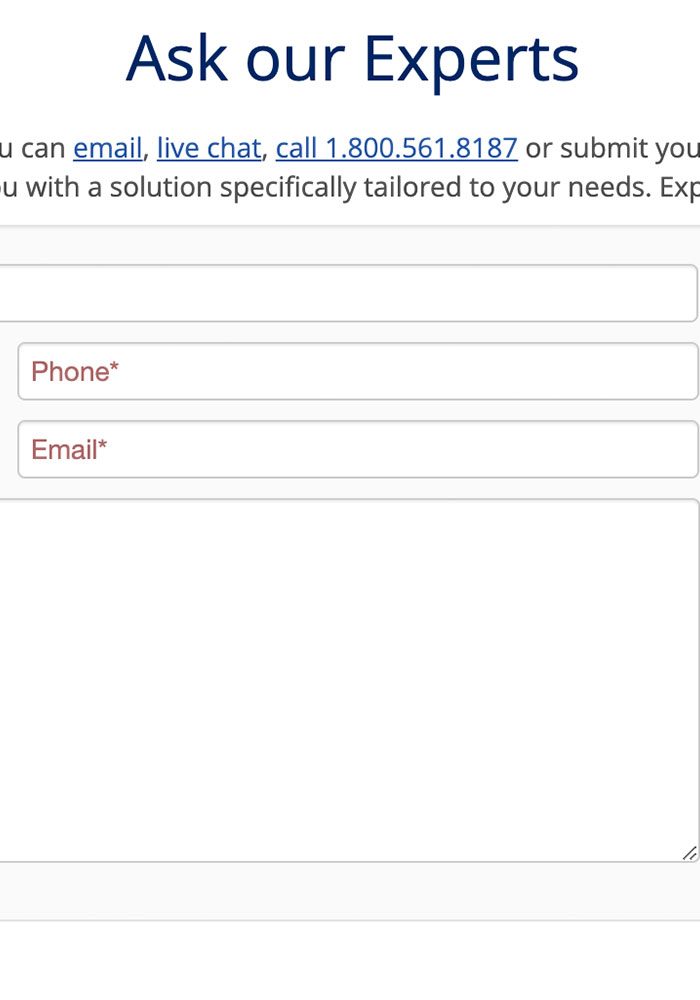 Ask our Experts
u can email, live chat, call 1.800.561.8187 or submit you
u with a solution specifically tailored to your needs. Exp
Phone*
Email*